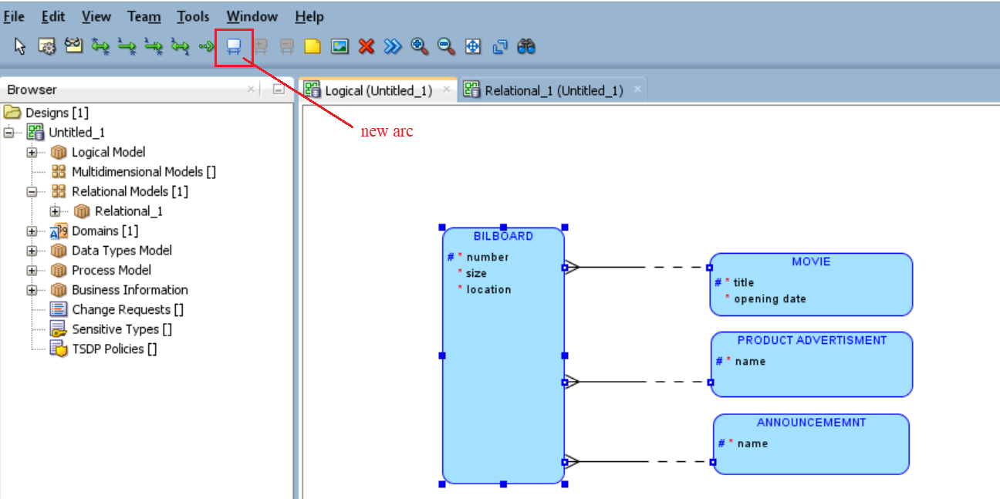 File Edit View Team Tools Window Help
new arc
Browser
Logical (Untitled_1)
Relational_1 (Untitled_1)
Designs [1]
Untitled_1
Logical Model
Multidimensional Models []
Relational Models [1]
Relational_1
Domains [1]
Data Types Model
Process Model
Business Information
Change Requests []
Sensitive Types []
TSDP Policies []
BILBOARD
# * number
* size
* location
MOVIE
# * title
* opening date
PRODUCT ADVERTISMENT
# * name
ANNOUNCEMEMNT
# * name